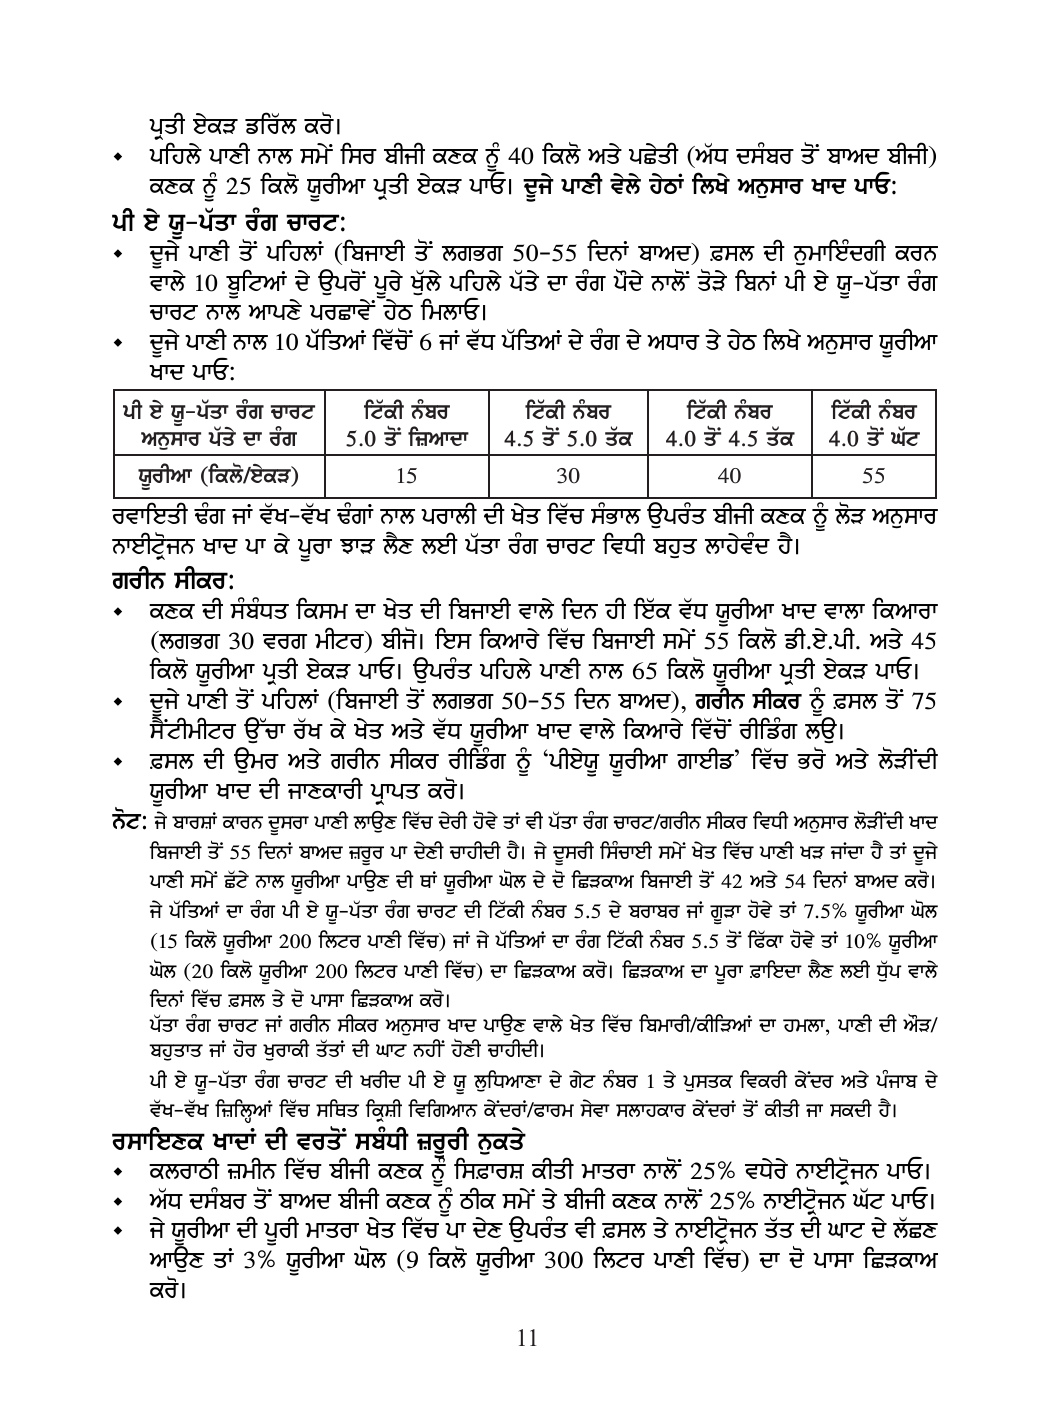 ਪ੍ਰਤੀ ਏਕੜ ਡਰਿੱਲ ਕਰੋ।
⬥ ਪਹਿਲੇ ਪਾਣੀ ਨਾਲ ਸਮੇਂ ਸਿਰ ਬੀਜੀ ਕਣਕ ਨੂੰ 40 ਕਿਲੋ ਅਤੇ ਪਛੇਤੀ (ਅੱਧ ਦਸੰਬਰ ਤੋਂ ਬਾਅਦ ਬੀਜੀ)
ਕਣਕ ਨੂੰ 25 ਕਿਲੋ ਯੂਰੀਆ ਪ੍ਰਤੀ ਏਕੜ ਪਾਓ। ਦੂਜੇ ਪਾਣੀ ਵੇਲੇ ਹੇਠਾਂ ਲਿਖੇ ਅਨੁਸਾਰ ਖਾਦ ਪਾਓ:
ਪੀ ਏ ਯੂ-ਪੱਤਾ ਰੰਗ ਚਾਰਟ:
⬥ ਦੂਜੇ ਪਾਣੀ ਤੋਂ ਪਹਿਲਾਂ (ਬਿਜਾਈ ਤੋਂ ਲਗਭਗ 50-55 ਦਿਨਾਂ ਬਾਅਦ) ਫ਼ਸਲ ਦੀ ਨੁਮਾਇੰਦਗੀ ਕਰਨ
ਵਾਲੇ 10 ਬੂਟਿਆਂ ਦੇ ਉਪਰੋਂ ਪੂਰੇ ਖੁੱਲੇ ਪਹਿਲੇ ਪੱਤੇ ਦਾ ਰੰਗ ਪੌਦੇ ਨਾਲੋਂ ਤੋੜੇ ਬਿਨਾਂ ਪੀ ਏ ਯੂ-ਪੱਤਾ ਰੰਗ
ਚਾਰਟ ਨਾਲ ਆਪਣੇ ਪਰਛਾਵੇਂ ਹੇਠ ਮਿਲਾਓ।
⬥ ਦੂਜੇ ਪਾਣੀ ਨਾਲ 10 ਪੱਤਿਆਂ ਵਿੱਚੋਂ 6 ਜਾਂ ਵੱਧ ਪੱਤਿਆਂ ਦੇ ਰੰਗ ਦੇ ਅਧਾਰ ਤੇ ਹੇਠ ਲਿਖੇ ਅਨੁਸਾਰ ਯੂਰੀਆ
ਖਾਦ ਪਾਓ:
ਪੀ ਏ ਯੂ-ਪੱਤਾ ਰੰਗ ਚਾਰਟ ਟਿੱਕੀ ਨੰਬਰ ਟਿੱਕੀ ਨੰਬਰ ਟਿੱਕੀ ਨੰਬਰ ਟਿੱਕੀ ਨੰਬਰ
ਅਨੁਸਾਰ ਪੱਤੇ ਦਾ ਰੰਗ 5.0 ਤੋਂ ਜ਼ਿਆਦਾ 4.5 ਤੋਂ 5.0 ਤੱਕ 4.0 ਤੋਂ 4.5 ਤੱਕ 4.0 ਤੋਂ ਘੱਟ
ਯੂਰੀਆ (ਕਿਲੋ/ਏਕੜ) 15 30 40 55
ਰਵਾਇਤੀ ਢੰਗ ਜਾਂ ਵੱਖ-ਵੱਖ ਢੰਗਾਂ ਨਾਲ ਪਰਾਲੀ ਦੀ ਖੇਤ ਵਿੱਚ ਸੰਭਾਲ ਉਪਰੰਤ ਬੀਜੀ ਕਣਕ ਨੂੰ ਲੋੜ ਅਨੁਸਾਰ
ਨਾਈਟ੍ਰੋਜਨ ਖਾਦ ਪਾ ਕੇ ਪੂਰਾ ਝਾੜ ਲੈਣ ਲਈ ਪੱਤਾ ਰੰਗ ਚਾਰਟ ਵਿਧੀ ਬਹੁਤ ਲਾਹੇਵੰਦ ਹੈ।
ਗਰੀਨ ਸੀਕਰ:
⬥ ਕਣਕ ਦੀ ਸੰਬੰਧਤ ਕਿਸਮ ਦਾ ਖੇਤ ਦੀ ਬਿਜਾਈ ਵਾਲੇ ਦਿਨ ਹੀ ਇੱਕ ਵੱਧ ਯੂਰੀਆ ਖਾਦ ਵਾਲਾ ਕਿਆਰਾ
(ਲਗਭਗ 30 ਵਰਗ ਮੀਟਰ) ਬੀਜੋ। ਇਸ ਕਿਆਰੇ ਵਿੱਚ ਬਿਜਾਈ ਸਮੇਂ 55 ਕਿਲੋ ਡੀ.ਏ.ਪੀ. ਅਤੇ 45
ਕਿਲੋ ਯੂਰੀਆ ਪ੍ਰਤੀ ਏਕੜ ਪਾਓ। ਉਪਰੰਤ ਪਹਿਲੇ ਪਾਣੀ ਨਾਲ 65 ਕਿਲੋ ਯੂਰੀਆ ਪ੍ਰਤੀ ਏਕੜ ਪਾਓ।
⬥ ਦੂਜੇ ਪਾਣੀ ਤੋਂ ਪਹਿਲਾਂ (ਬਿਜਾਈ ਤੋਂ ਲਗਭਗ 50-55 ਦਿਨ ਬਾਅਦ), ਗਰੀਨ ਸੀਕਰ ਨੂੰ ਫ਼ਸਲ ਤੋਂ 75
ਸੈਂਟੀਮੀਟਰ ਉੱਚਾ ਰੱਖ ਕੇ ਖੇਤ ਅਤੇ ਵੱਧ ਯੂਰੀਆ ਖਾਦ ਵਾਲੇ ਕਿਆਰੇ ਵਿੱਚੋਂ ਰੀਡਿੰਗ ਲਉ।
⬥ ਫ਼ਸਲ ਦੀ ਉਮਰ ਅਤੇ ਗਰੀਨ ਸੀਕਰ ਰੀਡਿੰਗ ਨੂੰ ‘ਪੀਏਯੂ ਯੂਰੀਆ ਗਾਈਡ’ ਵਿੱਚ ਭਰੋ ਅਤੇ ਲੋੜੀਂਦੀ
ਯੂਰੀਆ ਖਾਦ ਦੀ ਜਾਣਕਾਰੀ ਪ੍ਰਾਪਤ ਕਰੋ।
ਨੋਟ: ਜੇ ਬਾਰਸ਼ਾਂ ਕਾਰਨ ਦੂਸਰਾ ਪਾਣੀ ਲਾਉਣ ਵਿੱਚ ਦੇਰੀ ਹੋਵੇ ਤਾਂ ਵੀ ਪੱਤਾ ਰੰਗ ਚਾਰਟ/ਗਰੀਨ ਸੀਕਰ ਵਿਧੀ ਅਨੁਸਾਰ ਲੋੜੀਂਦੀ ਖਾਦ
ਬਿਜਾਈ ਤੋਂ 55 ਦਿਨਾਂ ਬਾਅਦ ਜ਼ਰੂਰ ਪਾ ਦੇਣੀ ਚਾਹੀਦੀ ਹੈ। ਜੇ ਦੂਸਰੀ ਸਿੰਚਾਈ ਸਮੇਂ ਖੇਤ ਵਿੱਚ ਪਾਣੀ ਖੜ ਜਾਂਦਾ ਹੈ ਤਾਂ ਦੂਜੇ
ਪਾਣੀ ਸਮੇਂ ਛੱਟੇ ਨਾਲ ਯੂਰੀਆ ਪਾਉਣ ਦੀ ਥਾਂ ਯੂਰੀਆ ਘੋਲ ਦੇ ਦੋ ਛਿੜਕਾਅ ਬਿਜਾਈ ਤੋਂ 42 ਅਤੇ 54 ਦਿਨਾਂ ਬਾਅਦ ਕਰੋ।
ਜੇ ਪੱਤਿਆਂ ਦਾ ਰੰਗ ਪੀ ਏ ਯੂ-ਪੱਤਾ ਰੰਗ ਚਾਰਟ ਦੀ ਟਿੱਕੀ ਨੰਬਰ 5.5 ਦੇ ਬਰਾਬਰ ਜਾਂ ਗੂੜਾ ਹੋਵੇ ਤਾਂ 7.5% ਯੂਰੀਆ ਘੋਲ
(15 ਕਿਲੋ ਯੂਰੀਆ 200 ਲਿਟਰ ਪਾਣੀ ਵਿੱਚ) ਜਾਂ ਜੇ ਪੱਤਿਆਂ ਦਾ ਰੰਗ ਟਿੱਕੀ ਨੰਬਰ 5.5 ਤੋਂ ਫਿੱਕਾ ਹੋਵੇ ਤਾਂ 10% ਯੂਰੀਆ
ਘੋਲ (20 ਕਿਲੋ ਯੂਰੀਆ 200 ਲਿਟਰ ਪਾਣੀ ਵਿੱਚ) ਦਾ ਛਿੜਕਾਅ ਕਰੋ। ਛਿੜਕਾਅ ਦਾ ਪੂਰਾ ਫ਼ਾਇਦਾ ਲੈਣ ਲਈ ਧੁੱਪ ਵਾਲੇ
ਦਿਨਾਂ ਵਿੱਚ ਫ਼ਸਲ ਤੇ ਦੋ ਪਾਸਾ ਛਿੜਕਾਅ ਕਰੋ।
ਪੱਤਾ ਰੰਗ ਚਾਰਟ ਜਾਂ ਗਰੀਨ ਸੀਕਰ ਅਨੁਸਾਰ ਖਾਦ ਪਾਉਣ ਵਾਲੇ ਖੇਤ ਵਿੱਚ ਬਿਮਾਰੀ/ਕੀੜਿਆਂ ਦਾ ਹਮਲਾ, ਪਾਣੀ ਦੀ ਔੜ/
ਬਹੁਤਾਤ ਜਾਂ ਹੋਰ ਖੁਰਾਕੀ ਤੱਤਾਂ ਦੀ ਘਾਟ ਨਹੀਂ ਹੋਣੀ ਚਾਹੀਦੀ।
ਪੀ ਏ ਯੂ-ਪੱਤਾ ਰੰਗ ਚਾਰਟ ਦੀ ਖਰੀਦ ਪੀ ਏ ਯੂ ਲੁਧਿਆਣਾ ਦੇ ਗੇਟ ਨੰਬਰ 1 ਤੇ ਪੁਸਤਕ ਵਿਕਰੀ ਕੇਂਦਰ ਅਤੇ ਪੰਜਾਬ ਦੇ
ਵੱਖ-ਵੱਖ ਜ਼ਿਲ੍ਹਿਆਂ ਵਿੱਚ ਸਥਿਤ ਕ੍ਰਿਸ਼ੀ ਵਿਗਿਆਨ ਕੇਂਦਰਾਂ/ਫਾਰਮ ਸੇਵਾ ਸਲਾਹਕਾਰ ਕੇਂਦਰਾਂ ਤੋਂ ਕੀਤੀ ਜਾ ਸਕਦੀ ਹੈ।
ਰਸਾਇਣਕ ਖਾਦਾਂ ਦੀ ਵਰਤੋਂ ਸਬੰਧੀ ਜ਼ਰੂਰੀ ਨੁਕਤੇ
⬥ ਕਲਰਾਠੀ ਜ਼ਮੀਨ ਵਿੱਚ ਬੀਜੀ ਕਣਕ ਨੂੰ ਸਿਫ਼ਾਰਸ਼ ਕੀਤੀ ਮਾਤਰਾ ਨਾਲੋਂ 25% ਵਧੇਰੇ ਨਾਈਟ੍ਰੋਜਨ ਪਾਓ।
⬥ ਅੱਧ ਦਸੰਬਰ ਤੋਂ ਬਾਅਦ ਬੀਜੀ ਕਣਕ ਨੂੰ ਠੀਕ ਸਮੇਂ ਤੇ ਬੀਜੀ ਕਣਕ ਨਾਲੋਂ 25% ਨਾਈਟ੍ਰੋਜਨ ਘੱਟ ਪਾਓ।
⬥ ਜੇ ਯੂਰੀਆ ਦੀ ਪੂਰੀ ਮਾਤਰਾ ਖੇਤ ਵਿੱਚ ਪਾ ਦੇਣ ਉਪਰੰਤ ਵੀ ਫ਼ਸਲ ਤੇ ਨਾਈਟ੍ਰੋਜਨ ਤੱਤ ਦੀ ਘਾਟ ਦੇ ਲੱਛਣ
ਆਉਣ ਤਾਂ 3% ਯੂਰੀਆ ਘੋਲ (9 ਕਿਲੋ ਯੂਰੀਆ 300 ਲਿਟਰ ਪਾਣੀ ਵਿੱਚ) ਦਾ ਦੋ ਪਾਸਾ ਛਿੜਕਾਅ
ਕਰੋ।
11